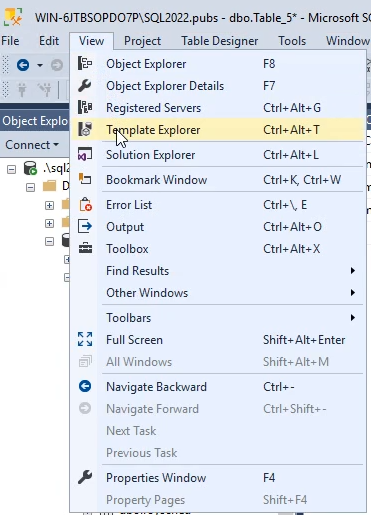 WIN-6JTBSOPDO7P\SQL2022.pubs - dbo.Table_5* - Microsoft S
File Edit View Project Table Designer Tools Window
Object Explo
Connect
.\sql2
D
Object Explorer F8
Object Explorer Details F7
Registered Servers Ctrl+Alt+G
Template Explorer Ctrl+Alt+T
Solution Explorer Ctrl+Alt+L
Bookmark Window Ctrl+K, Ctrl+W
Error List Ctrl+\, E
Output Ctrl+Alt+O
Toolbox Ctrl+Alt+X
Find Results
Other Windows
Toolbars
Full Screen Shift+Alt+Enter
All Windows Shift+Alt+M
Navigate Backward Ctrl+-
Navigate Forward Ctrl+Shift+-
Next Task
Previous Task
Properties Window F4
Property Pages Shift+F4